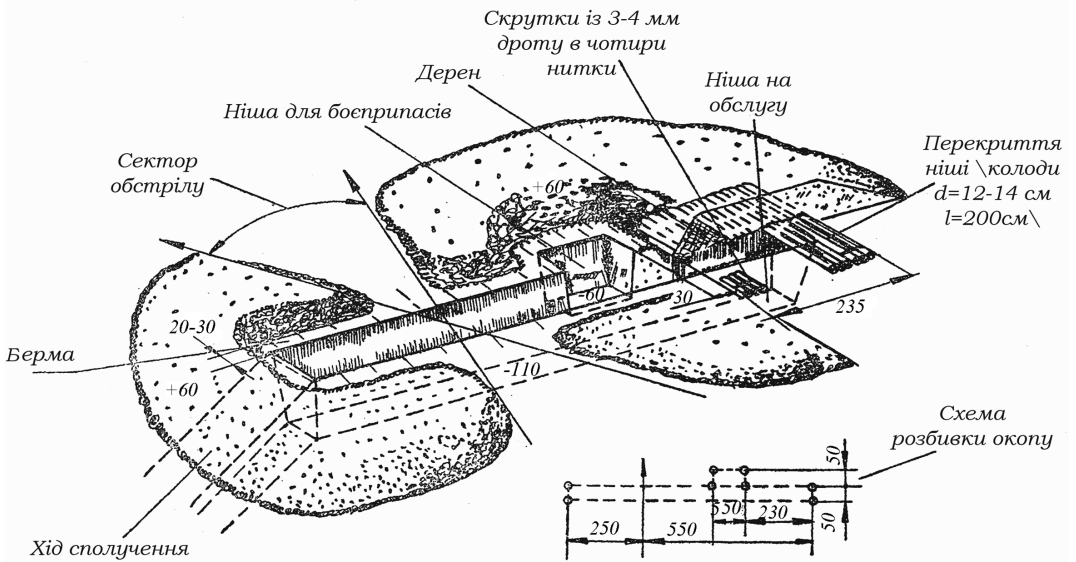 Скрутки із 3-4 мм
дроту в чотири
нитки
Дерен
Ніша на
обслугу
Ніша для боєприпасів
Перекриття
ніші \колоди
d=12-14 см
l=200см\
Сектор
обстрілу
+60
-60
30
235
20-30
Берма
+60
-110
Схема
розбивки окопу
50
550
230
50
250
550
Хід сполучення